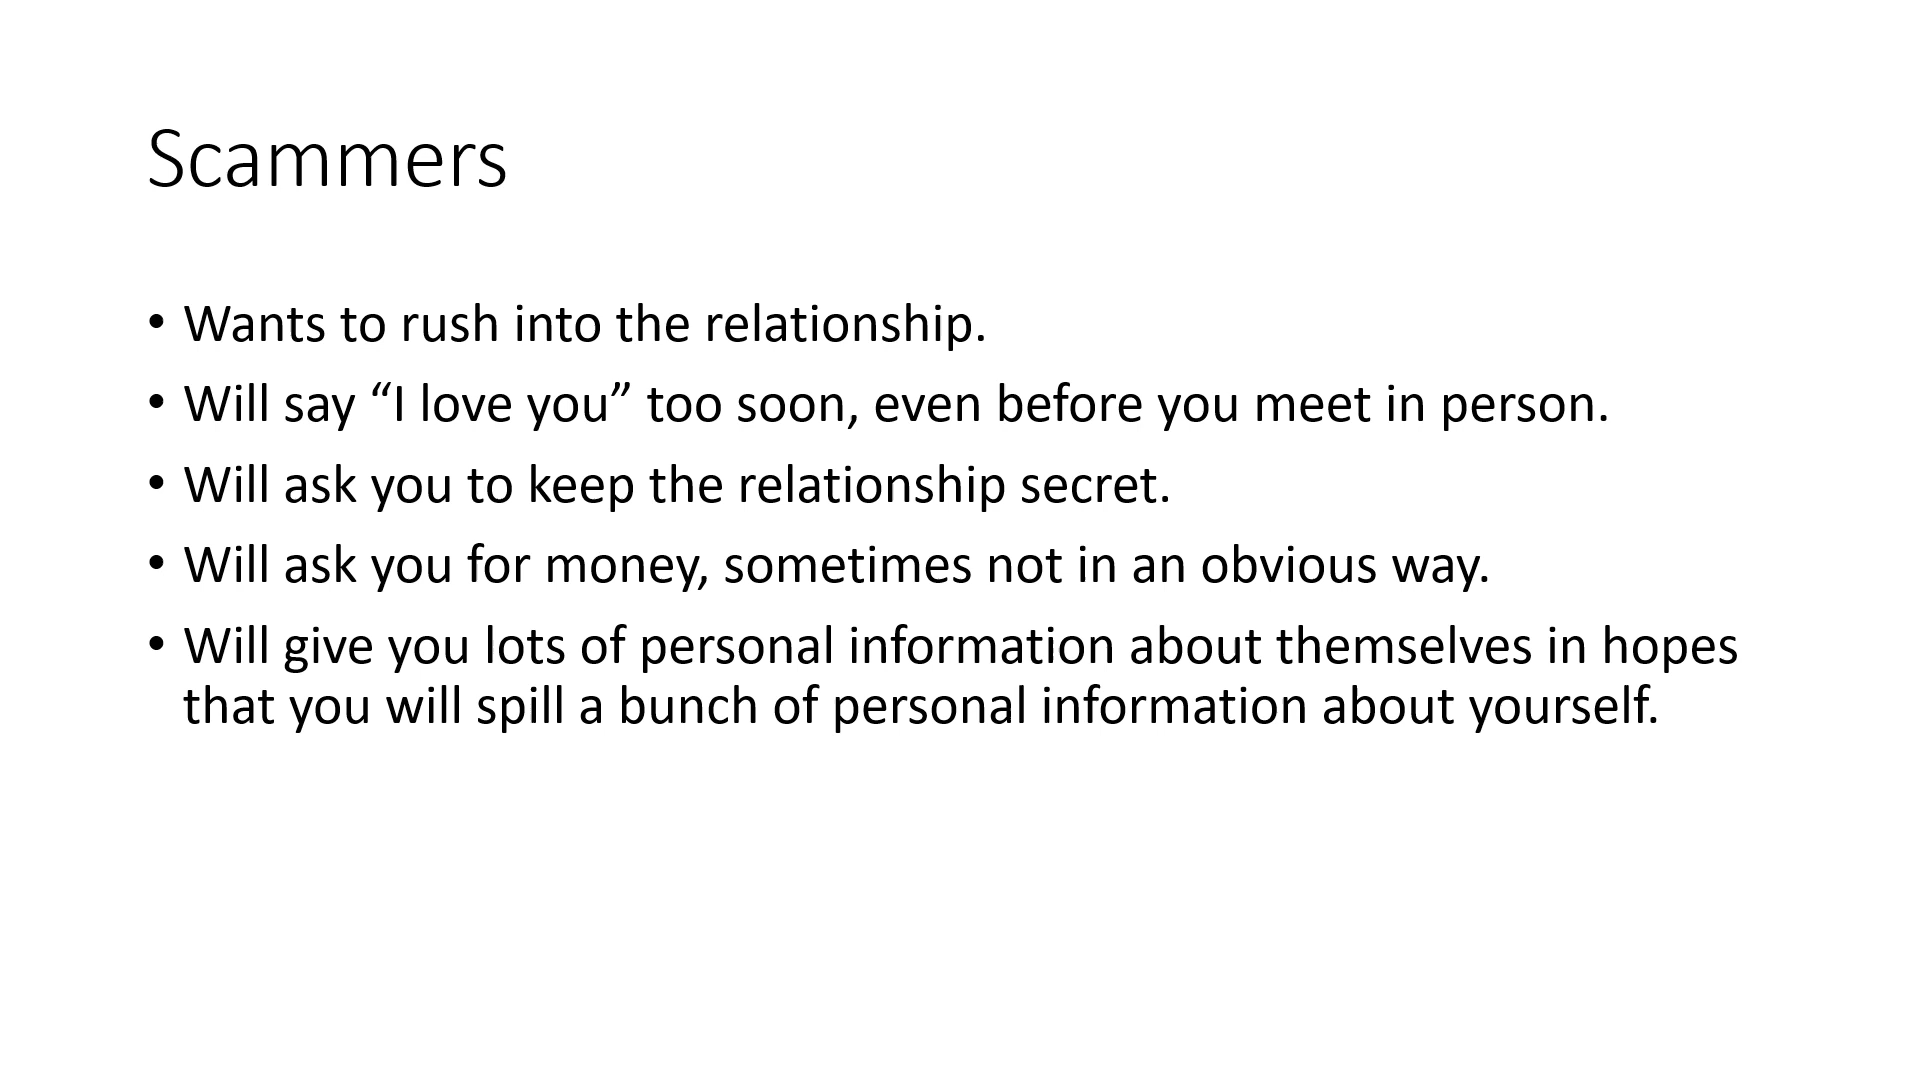 Scammers
• Wants to rush into the relationship.
• Will say “I love you” too soon, even before you meet in person.
• Will ask you to keep the relationship secret.
• Will ask you for money, sometimes not in an obvious way.
• Will give you lots of personal information about themselves in hopes
that you will spill a bunch of personal information about yourself.